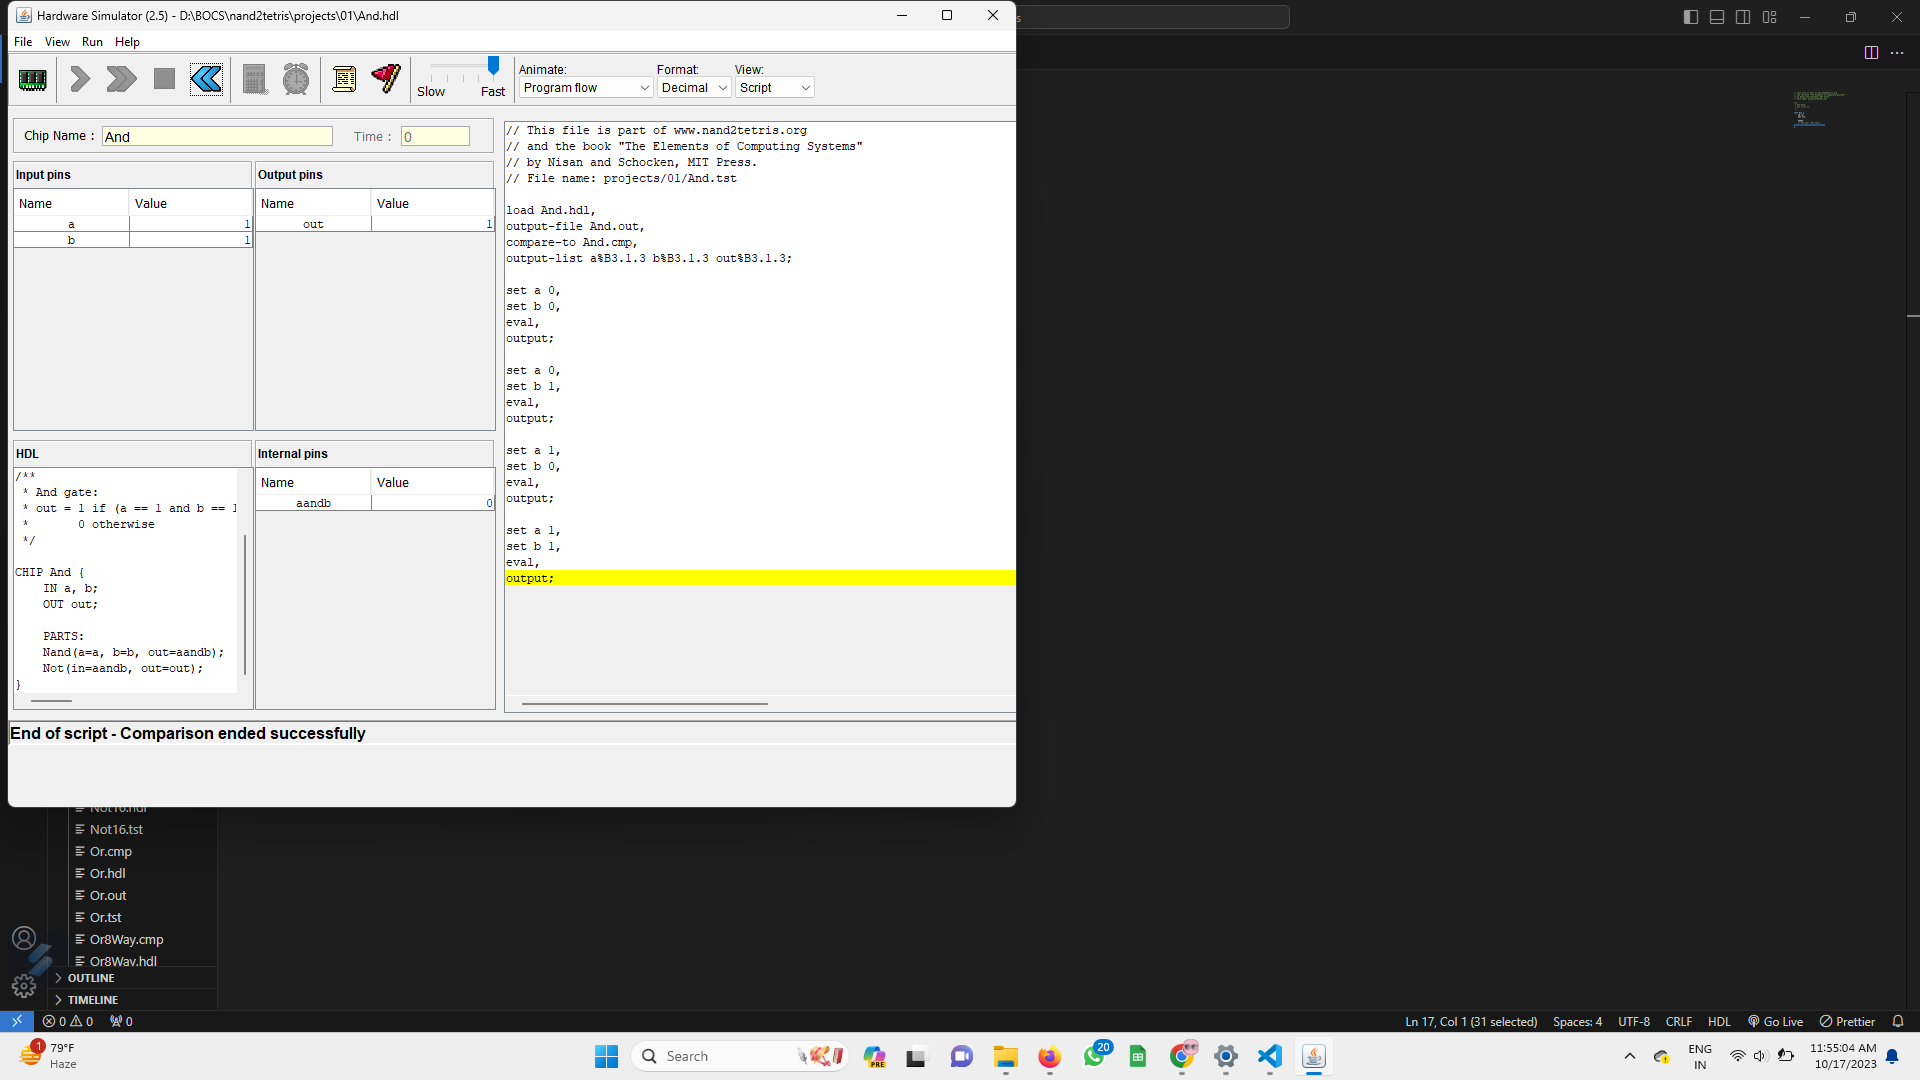 Hardware Simulator (2.5) - D:\BOCS\nand2tetris\projects\01\And.hdl
File View Run Help
Slow Fast
Animate: Format: View:
Program flow Decimal Script
Chip Name : And Time : 0
Input pins
Name Value
a 1
b 1
Output pins
Name Value
out 1
HDL
/**
* And gate:
* out = 1 if (a == 1 and b == 1
* 0 otherwise
*/
CHIP And {
IN a, b;
OUT out;
PARTS:
Nand(a=a, b=b, out=aandb);
Not(in=aandb, out=out);
}
Internal pins
Name Value
aandb 0
// This file is part of www.nand2tetris.org
// and the book "The Elements of Computing Systems"
// by Nisan and Schocken, MIT Press.
// File name: projects/01/And.tst
load And.hdl,
output-file And.out,
compare-to And.cmp,
output-list a%B3.1.3 b%B3.1.3 out%B3.1.3;
set a 0,
set b 0,
eval,
output;
set a 0,
set b 1,
eval,
output;
set a 1,
set b 0,
eval,
output;
set a 1,
set b 1,
eval,
output;
End of script - Comparison ended successfully
Not16.hdl
Not16.tst
Or.cmp
Or.hdl
Or.out
Or.tst
Or8Way.cmp
Or8Way.hdl
OUTLINE
TIMELINE
0 0 0
Ln 17, Col 1 (31 selected) Spaces: 4 UTF-8 CRLF HDL Go Live Prettier
1
79°F
Haze
Search
PRE
20
ENG
IN
11:55:04 AM
10/17/2023